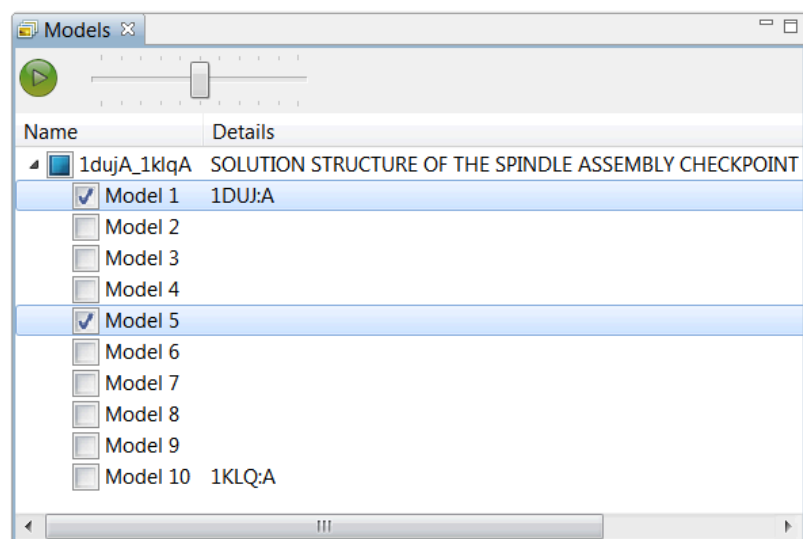 Models
Name Details
1dujA_1klqA SOLUTION STRUCTURE OF THE SPINDLE ASSEMBLY CHECKPOINT
Model 1 1DUJ:A
Model 2
Model 3
Model 4
Model 5
Model 6
Model 7
Model 8
Model 9
Model 10 1KLQ:A